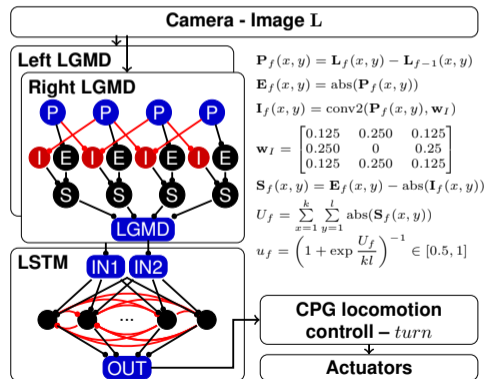 Camera - Image L
Left LGMD
Right LGMD
P P P P
I E I E I E I E
S S S S
LGMD
LSTM
IN1 IN2
...
OUT
P_f(x, y) = L_f(x, y) − L_{f−1}(x, y)
E_f(x, y) = abs(P_f(x, y))
I_f(x, y) = conv2(P_f(x, y), w_I)
w_I = [0.125 0.250 0.125
0.250 0 0.25
0.125 0.250 0.125]
S_f(x, y) = E_f(x, y) − abs(I_f(x, y))
U_f = ∑_{x=1}^{k} ∑_{y=1}^{l} abs(S_f(x, y))
u_f = (1 + exp U_f/kl)^{−1} ∈ [0.5, 1]
CPG locomotion
controll – turn
Actuators